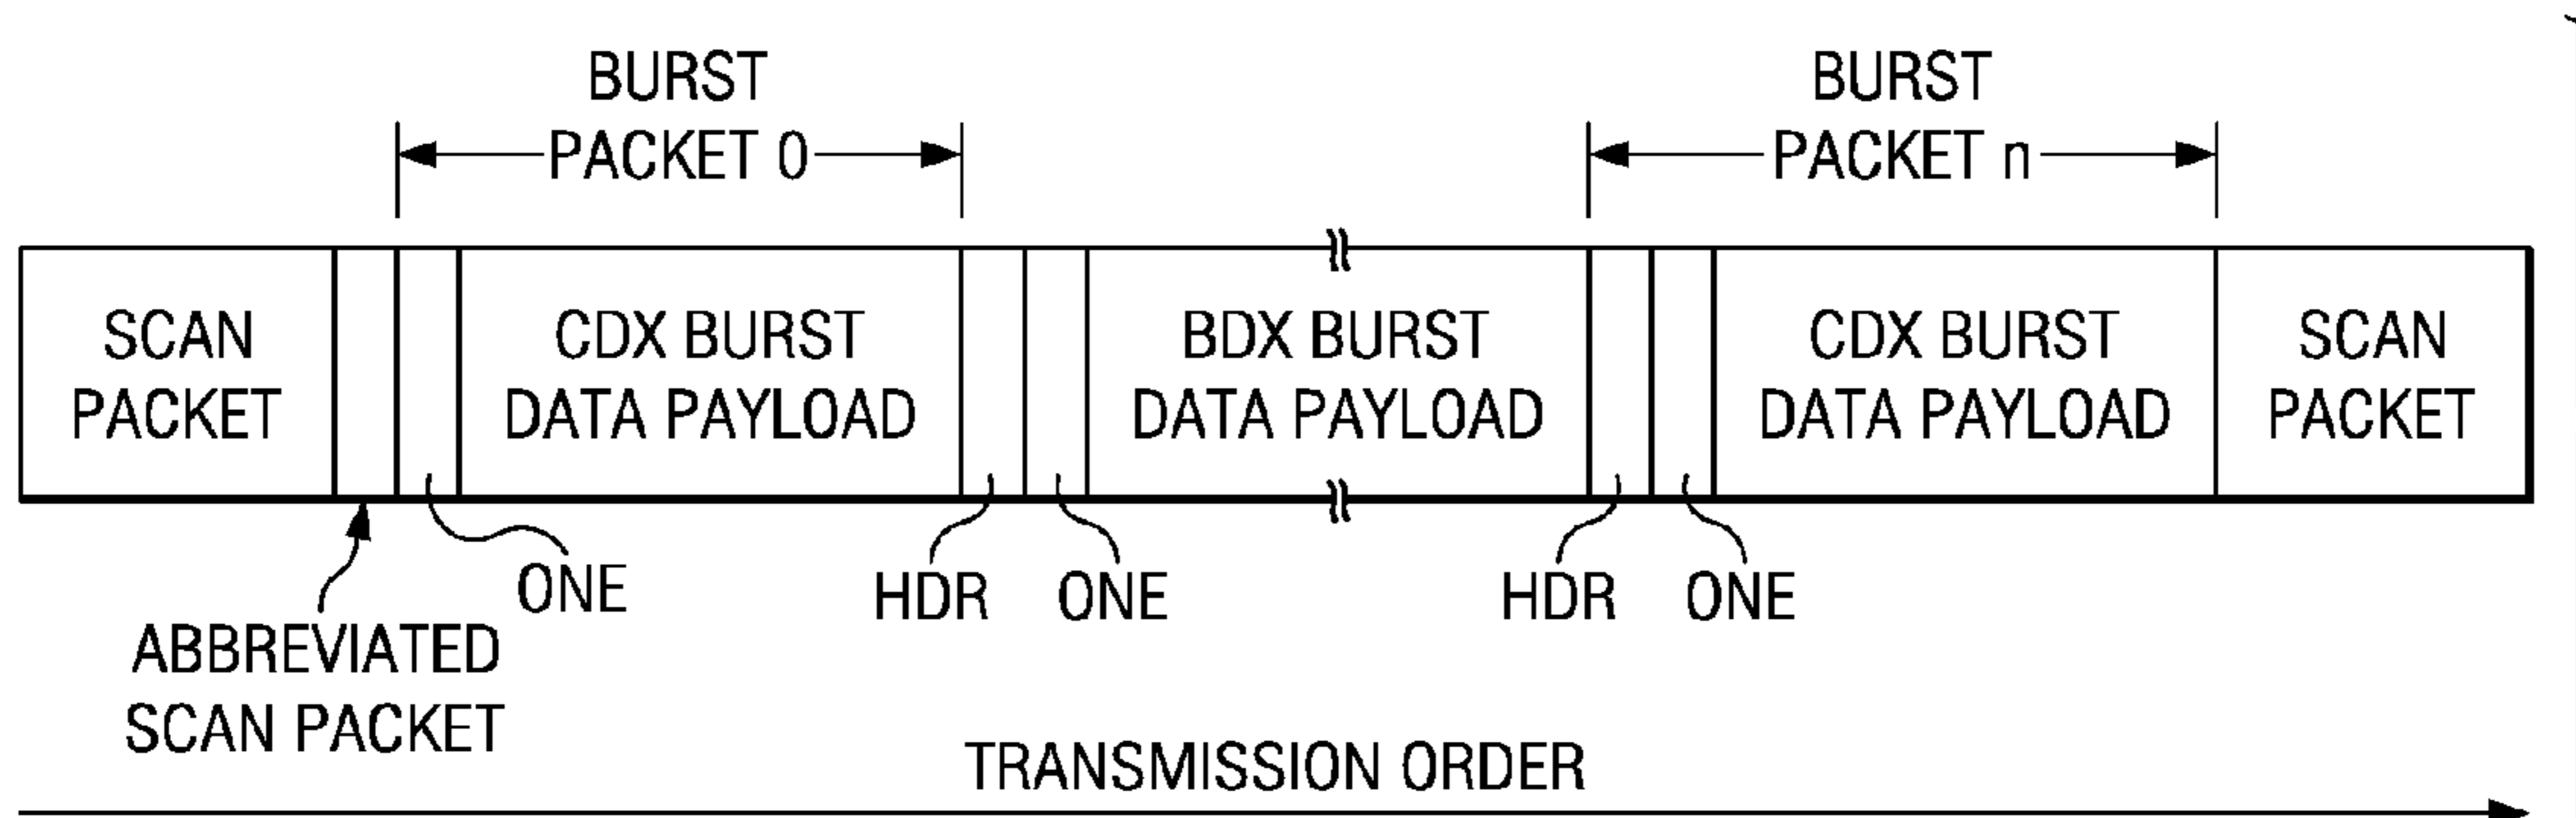 BURST
PACKET 0
BURST
PACKET n
SCAN
PACKET
CDX BURST
DATA PAYLOAD
BDX BURST
DATA PAYLOAD
CDX BURST
DATA PAYLOAD
SCAN
PACKET
ONE
HDR
ONE
HDR
ONE
ABBREVIATED
SCAN PACKET
TRANSMISSION ORDER